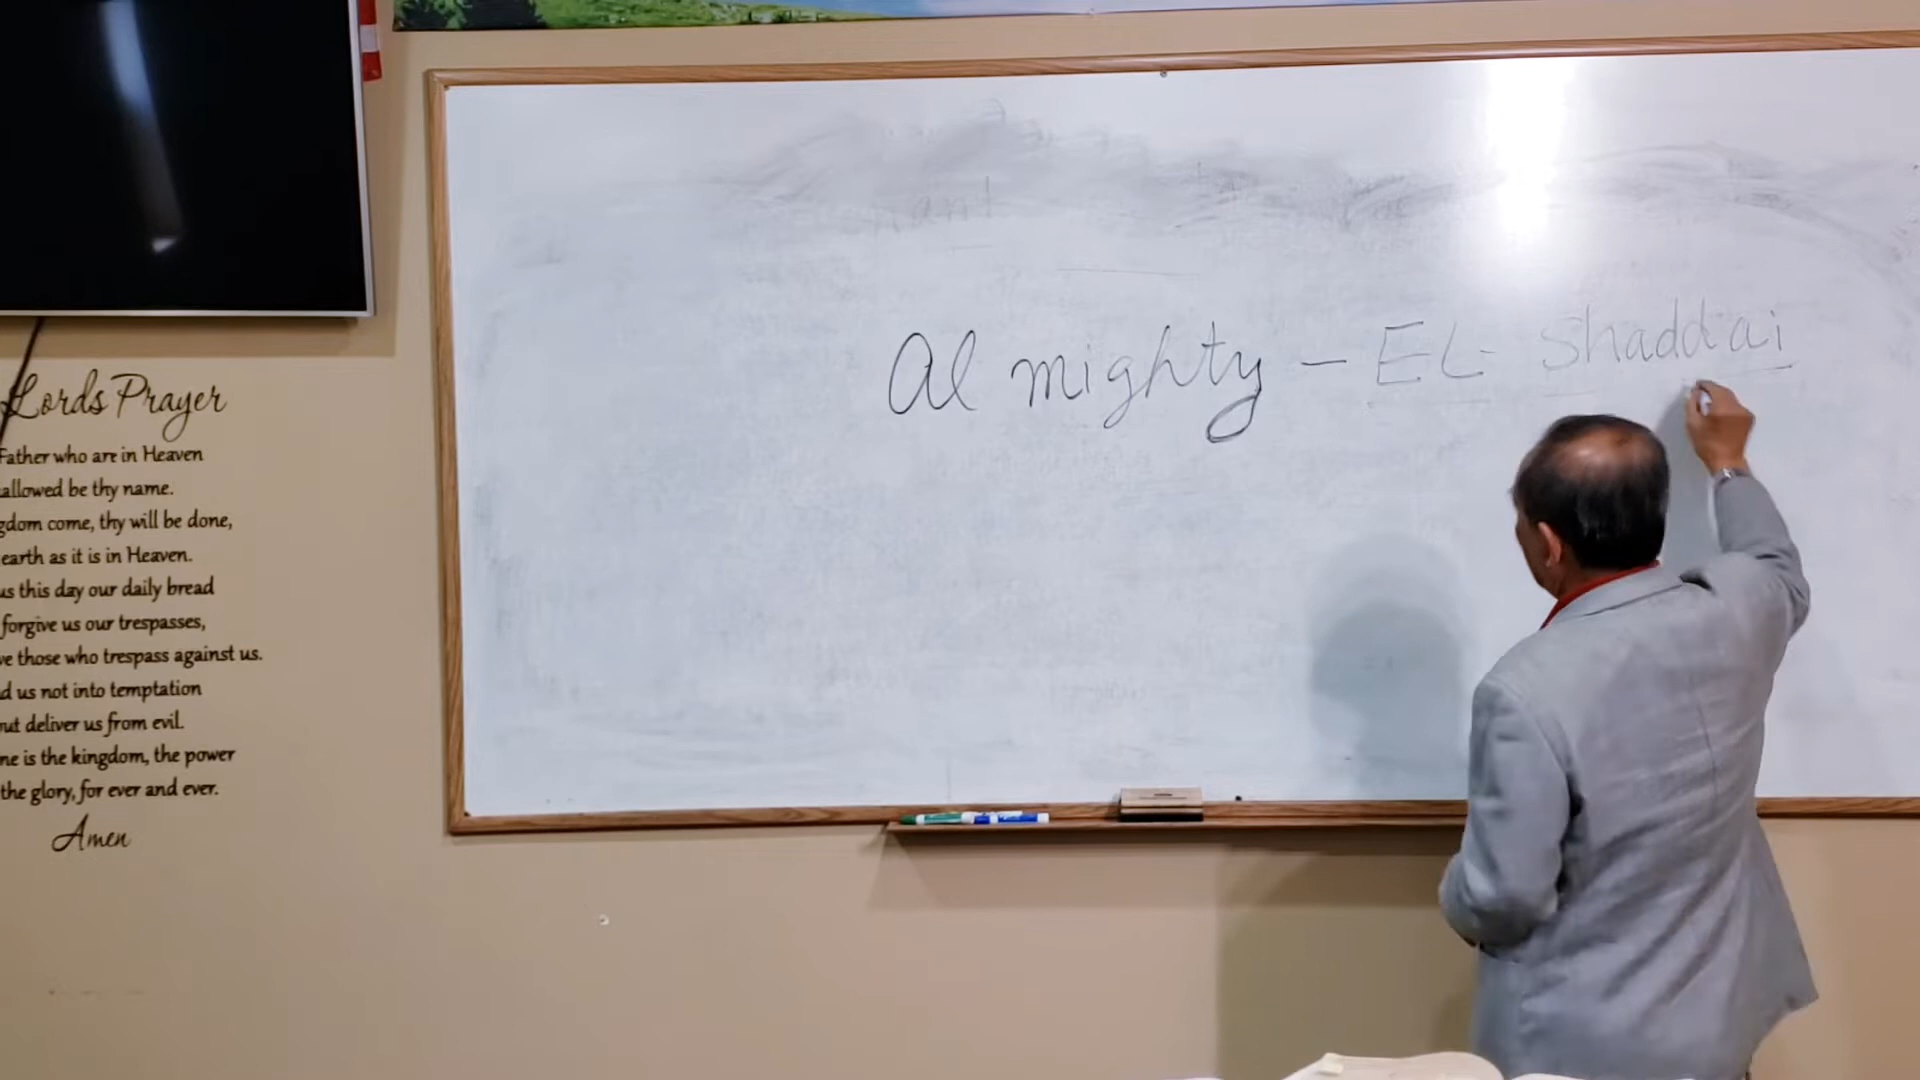 Lords Prayer
Father who are in Heaven
allowed be thy name.
gdom come, thy will be done,
earth as it is in Heaven.
us this day our daily bread
forgive us our trespasses,
ve those who trespass against us.
d us not into temptation
but deliver us from evil.
ne is the kingdom, the power
the glory, for ever and ever.
Amen
Al mighty - EL- Shaddai